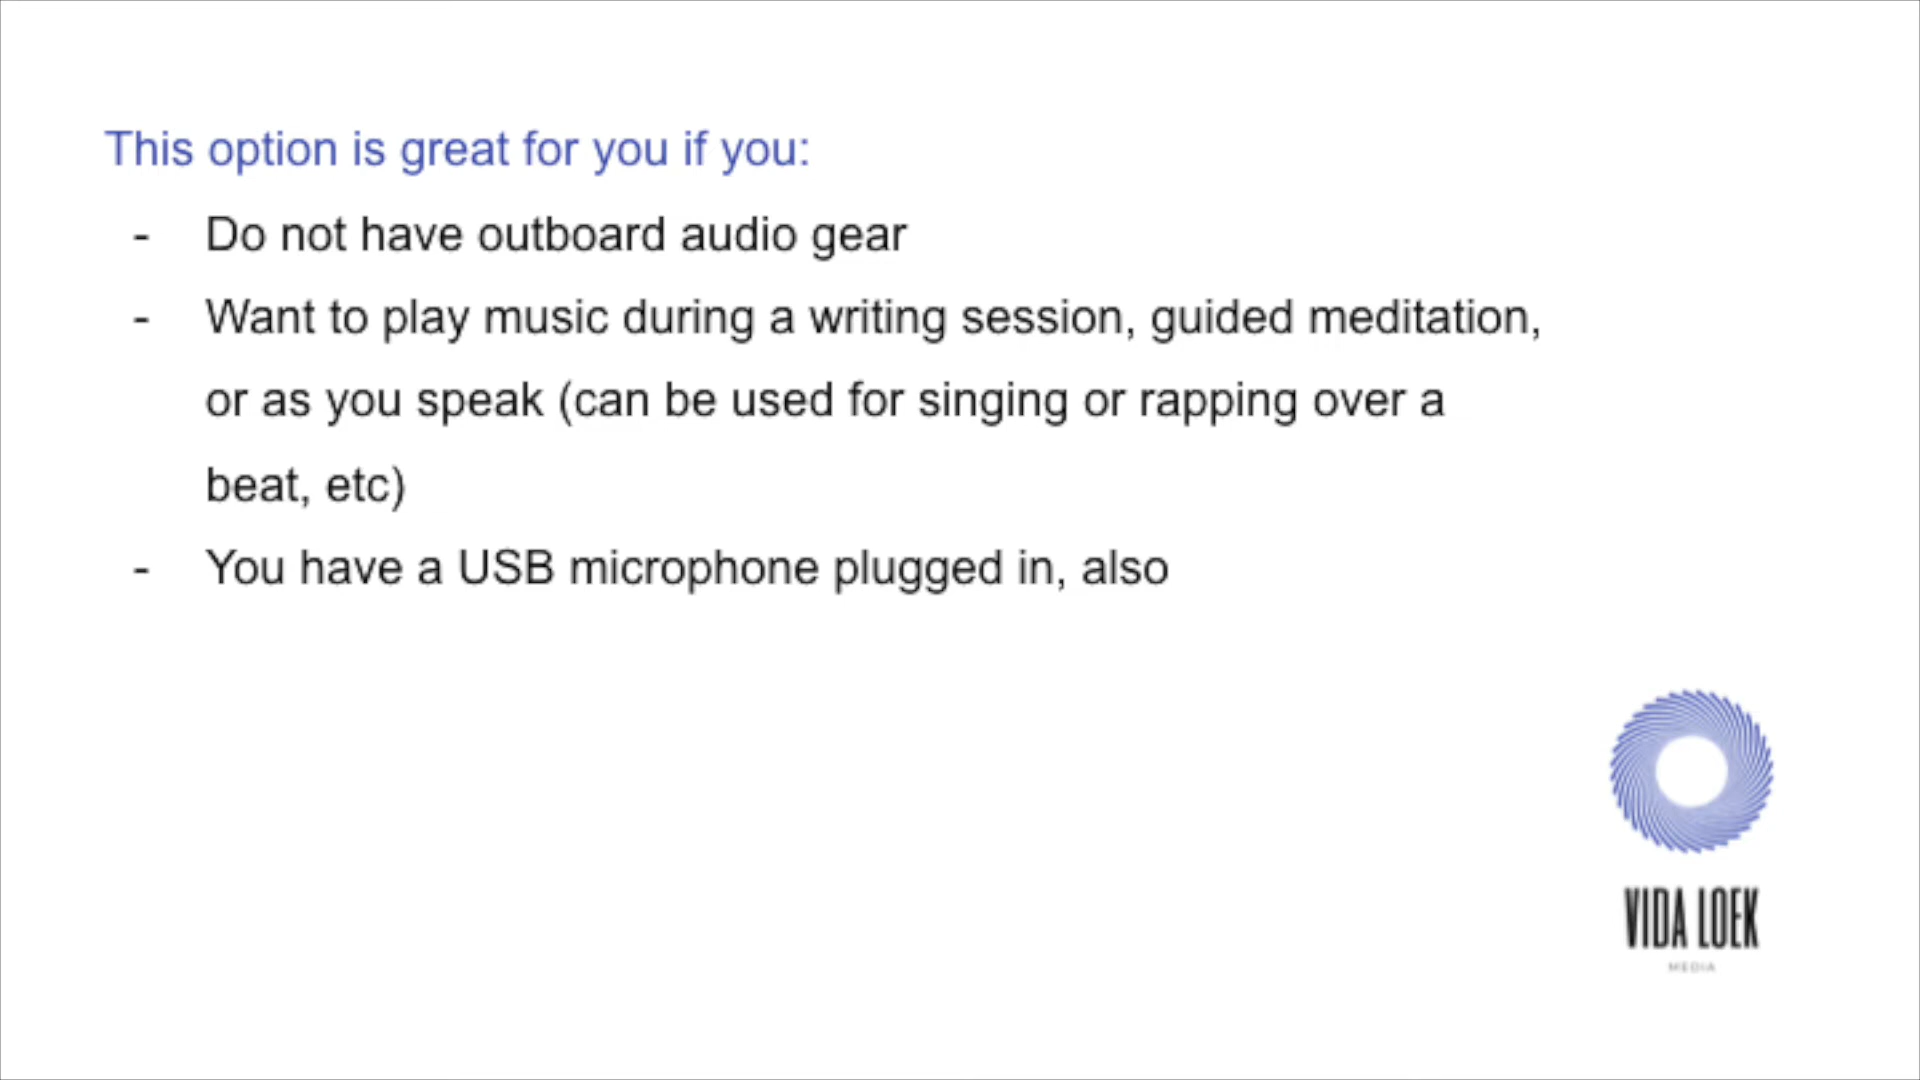 This option is great for you if you:
- Do not have outboard audio gear
- Want to play music during a writing session, guided meditation,
or as you speak (can be used for singing or rapping over a
beat, etc)
- You have a USB microphone plugged in, also
VIDA LOEK
MEDIA